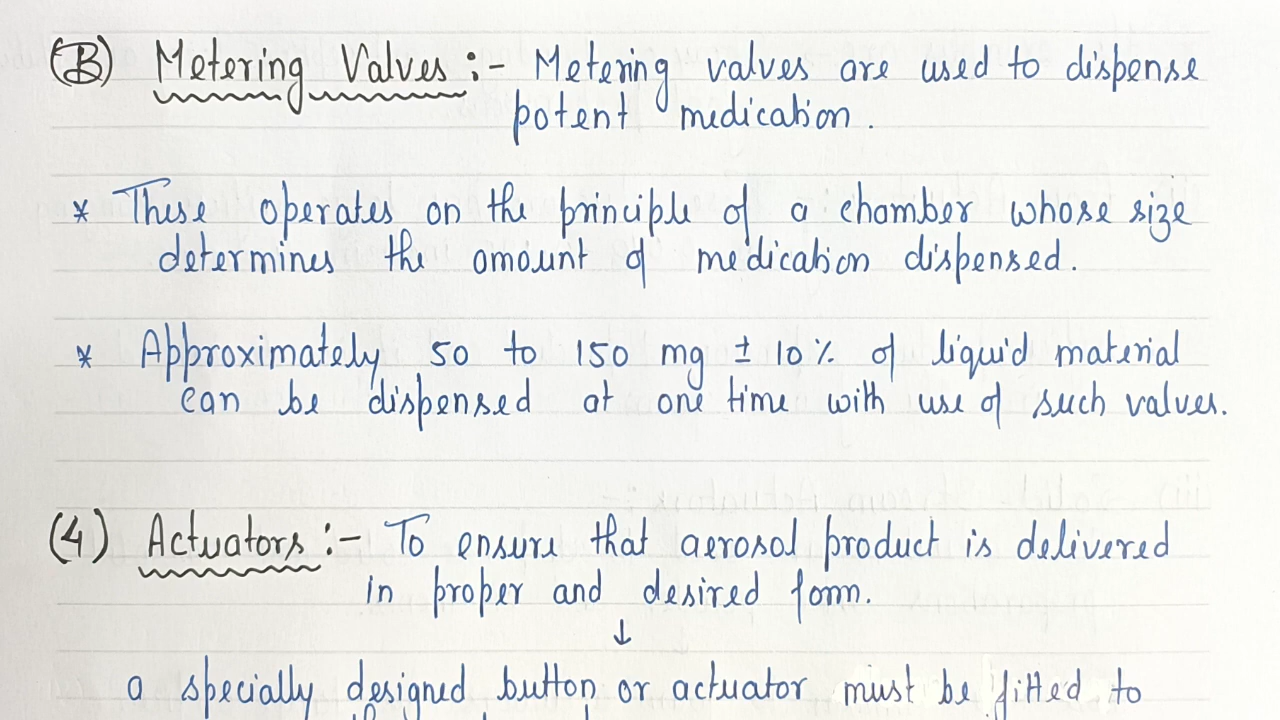 (B) Metering Valves :- Metering valves are used to dispense
potent medication.
* These operates on the principle of a chamber whose size
determines the amount of medication dispensed.
* Approximately 50 to 150 mg ± 10% of liquid material
can be dispensed at one time with use of such valves.
(4) Actuators :- To ensure that aerosol product is delivered
in proper and desired form.
↓
a specially designed button or actuator must be fitted to